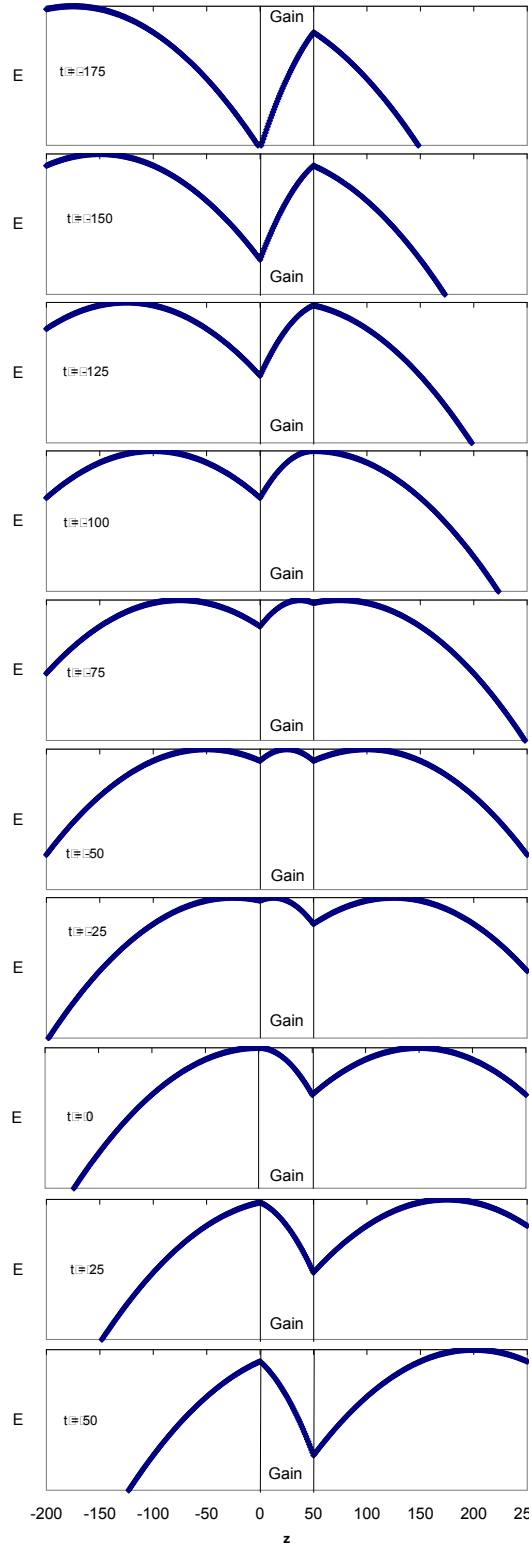 Gain
E
t = -175
E
t = -150
Gain
E
t = -125
Gain
E
t = -100
Gain
E
t = -75
Gain
E
t = -50
Gain
t = -25
E
Gain
E
t = 0
Gain
E
t = 25
Gain
E
t = 50
Gain
-200 -150 -100 -50 0 50 100 150 200 25
z